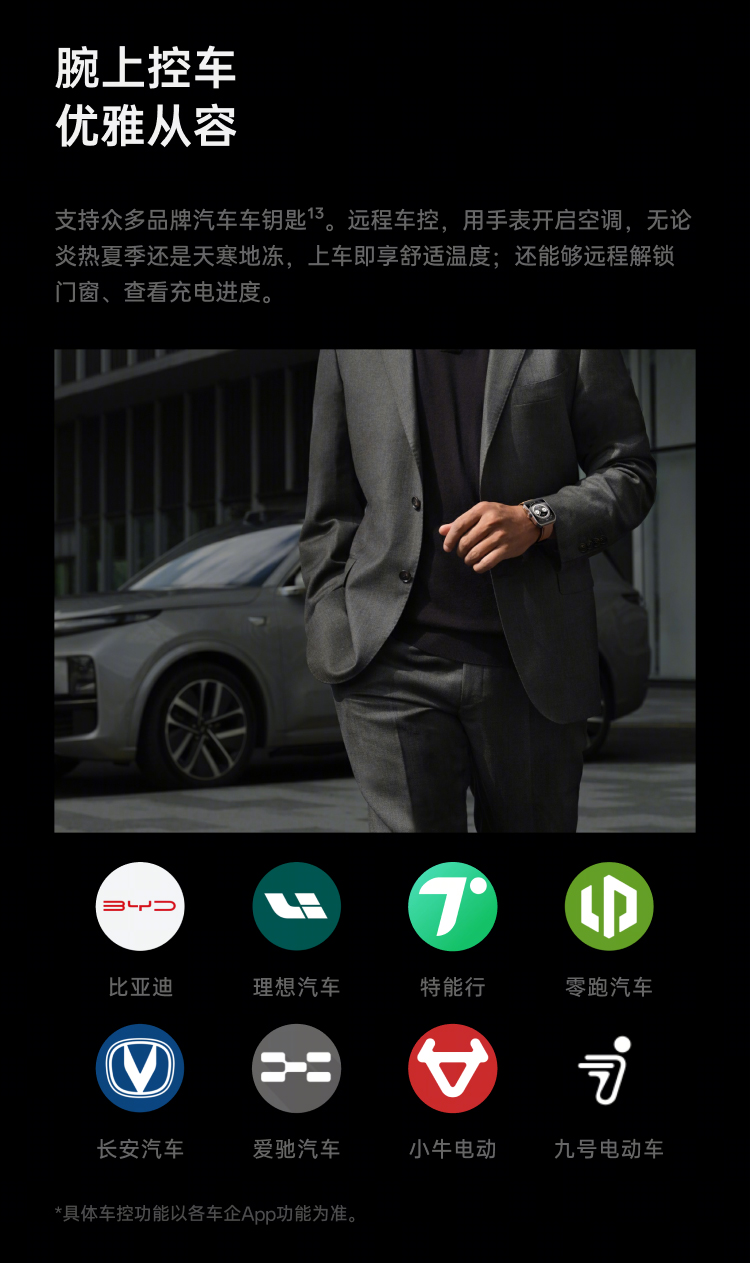 腕上控车
优雅从容
支持众多品牌汽车车钥匙13。远程车控，用手表开启空调，无论
炎热夏季还是天寒地冻，上车即享舒适温度；还能够远程解锁
门窗、查看充电进度。
BYD
比亚迪
理想汽车
特能行
零跑汽车
长安汽车
爱驰汽车
小牛电动
九号电动车
*具体车控功能以各车企App功能为准。